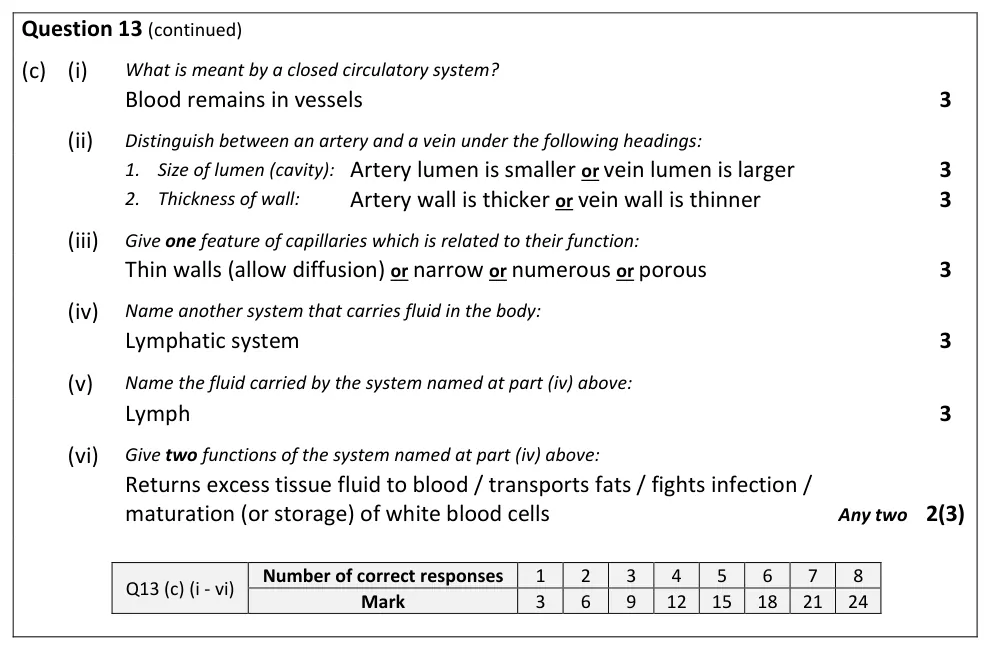 Question 13 (continued)
(c) (i) What is meant by a closed circulatory system?
Blood remains in vessels 3
(ii) Distinguish between an artery and a vein under the following headings:
1. Size of lumen (cavity): Artery lumen is smaller or vein lumen is larger 3
2. Thickness of wall: Artery wall is thicker or vein wall is thinner 3
(iii) Give one feature of capillaries which is related to their function:
Thin walls (allow diffusion) or narrow or numerous or porous 3
(iv) Name another system that carries fluid in the body:
Lymphatic system 3
(v) Name the fluid carried by the system named at part (iv) above:
Lymph 3
(vi) Give two functions of the system named at part (iv) above:
Returns excess tissue fluid to blood / transports fats / fights infection /
maturation (or storage) of white blood cells Any two 2(3)
Q13 (c) (i - vi)
Number of correct responses 1 2 3 4 5 6 7 8
Mark 3 6 9 12 15 18 21 24